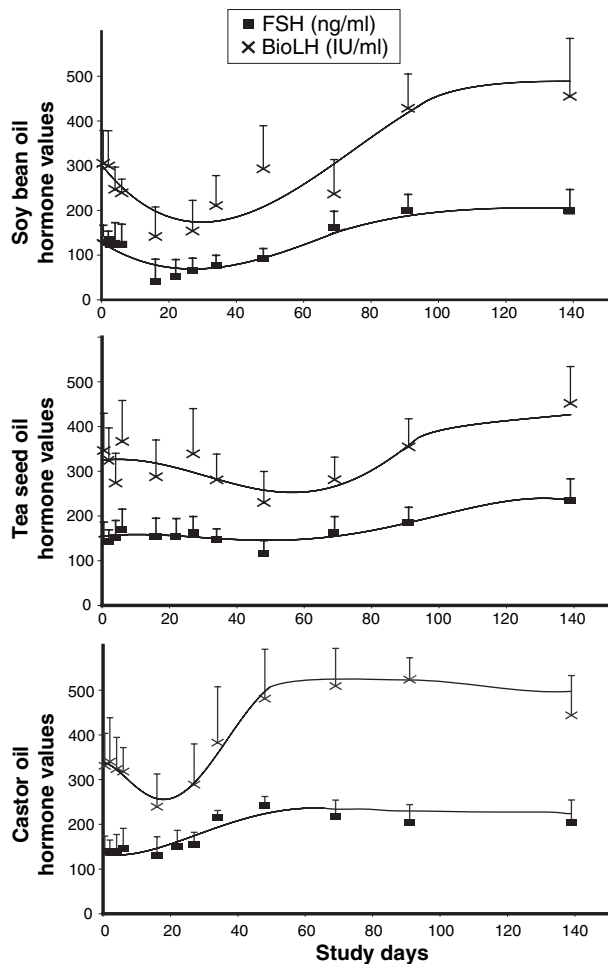 FSH (ng/ml)
BioLH (IU/ml)
Soy bean oil
hormone values
500
400
300
200
100
0
0 20 40 60 80 100 120 140
Tea seed oil
hormone values
500
400
300
200
100
0
0 20 40 60 80 100 120 140
Castor oil
hormone values
500
400
300
200
100
0
0 20 40 60 80 100 120 140
Study days